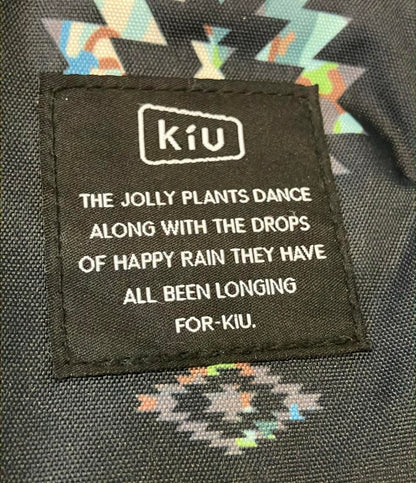 kiu
THE JOLLY PLANTS DANCE
ALONG WITH THE DROPS
OF HAPPY RAIN THEY HAVE
ALL BEEN LONGING
FOR-KiU.